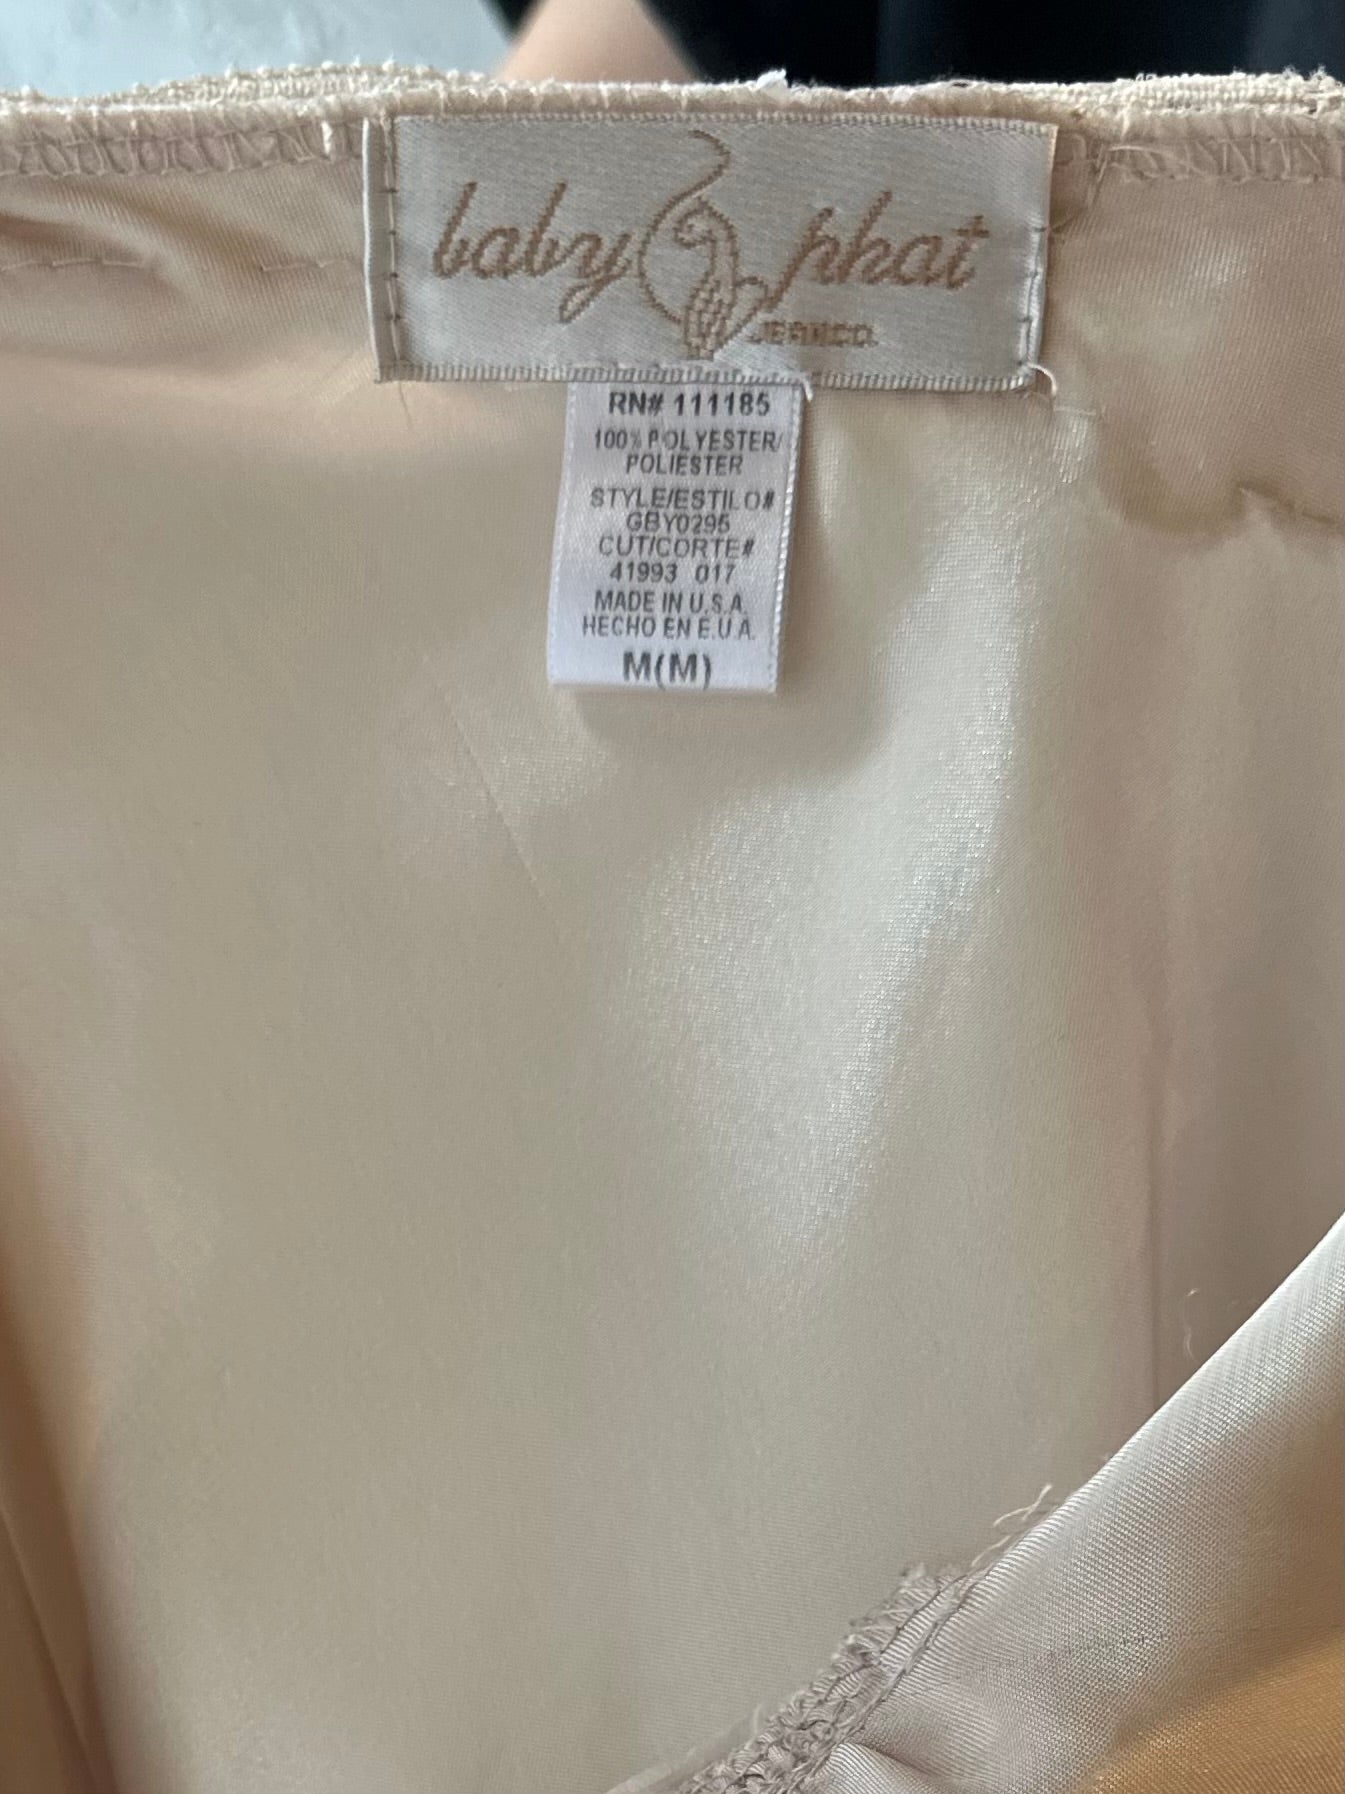 baby phat
JEANCO.
RN# 111185
100% POLYESTER/
POLIESTER
STYLE/ESTILO#
GBY0295
CUT/CORTE#
41993 017
MADE IN U.S.A.
HECHO EN E.U.A.
M(M)